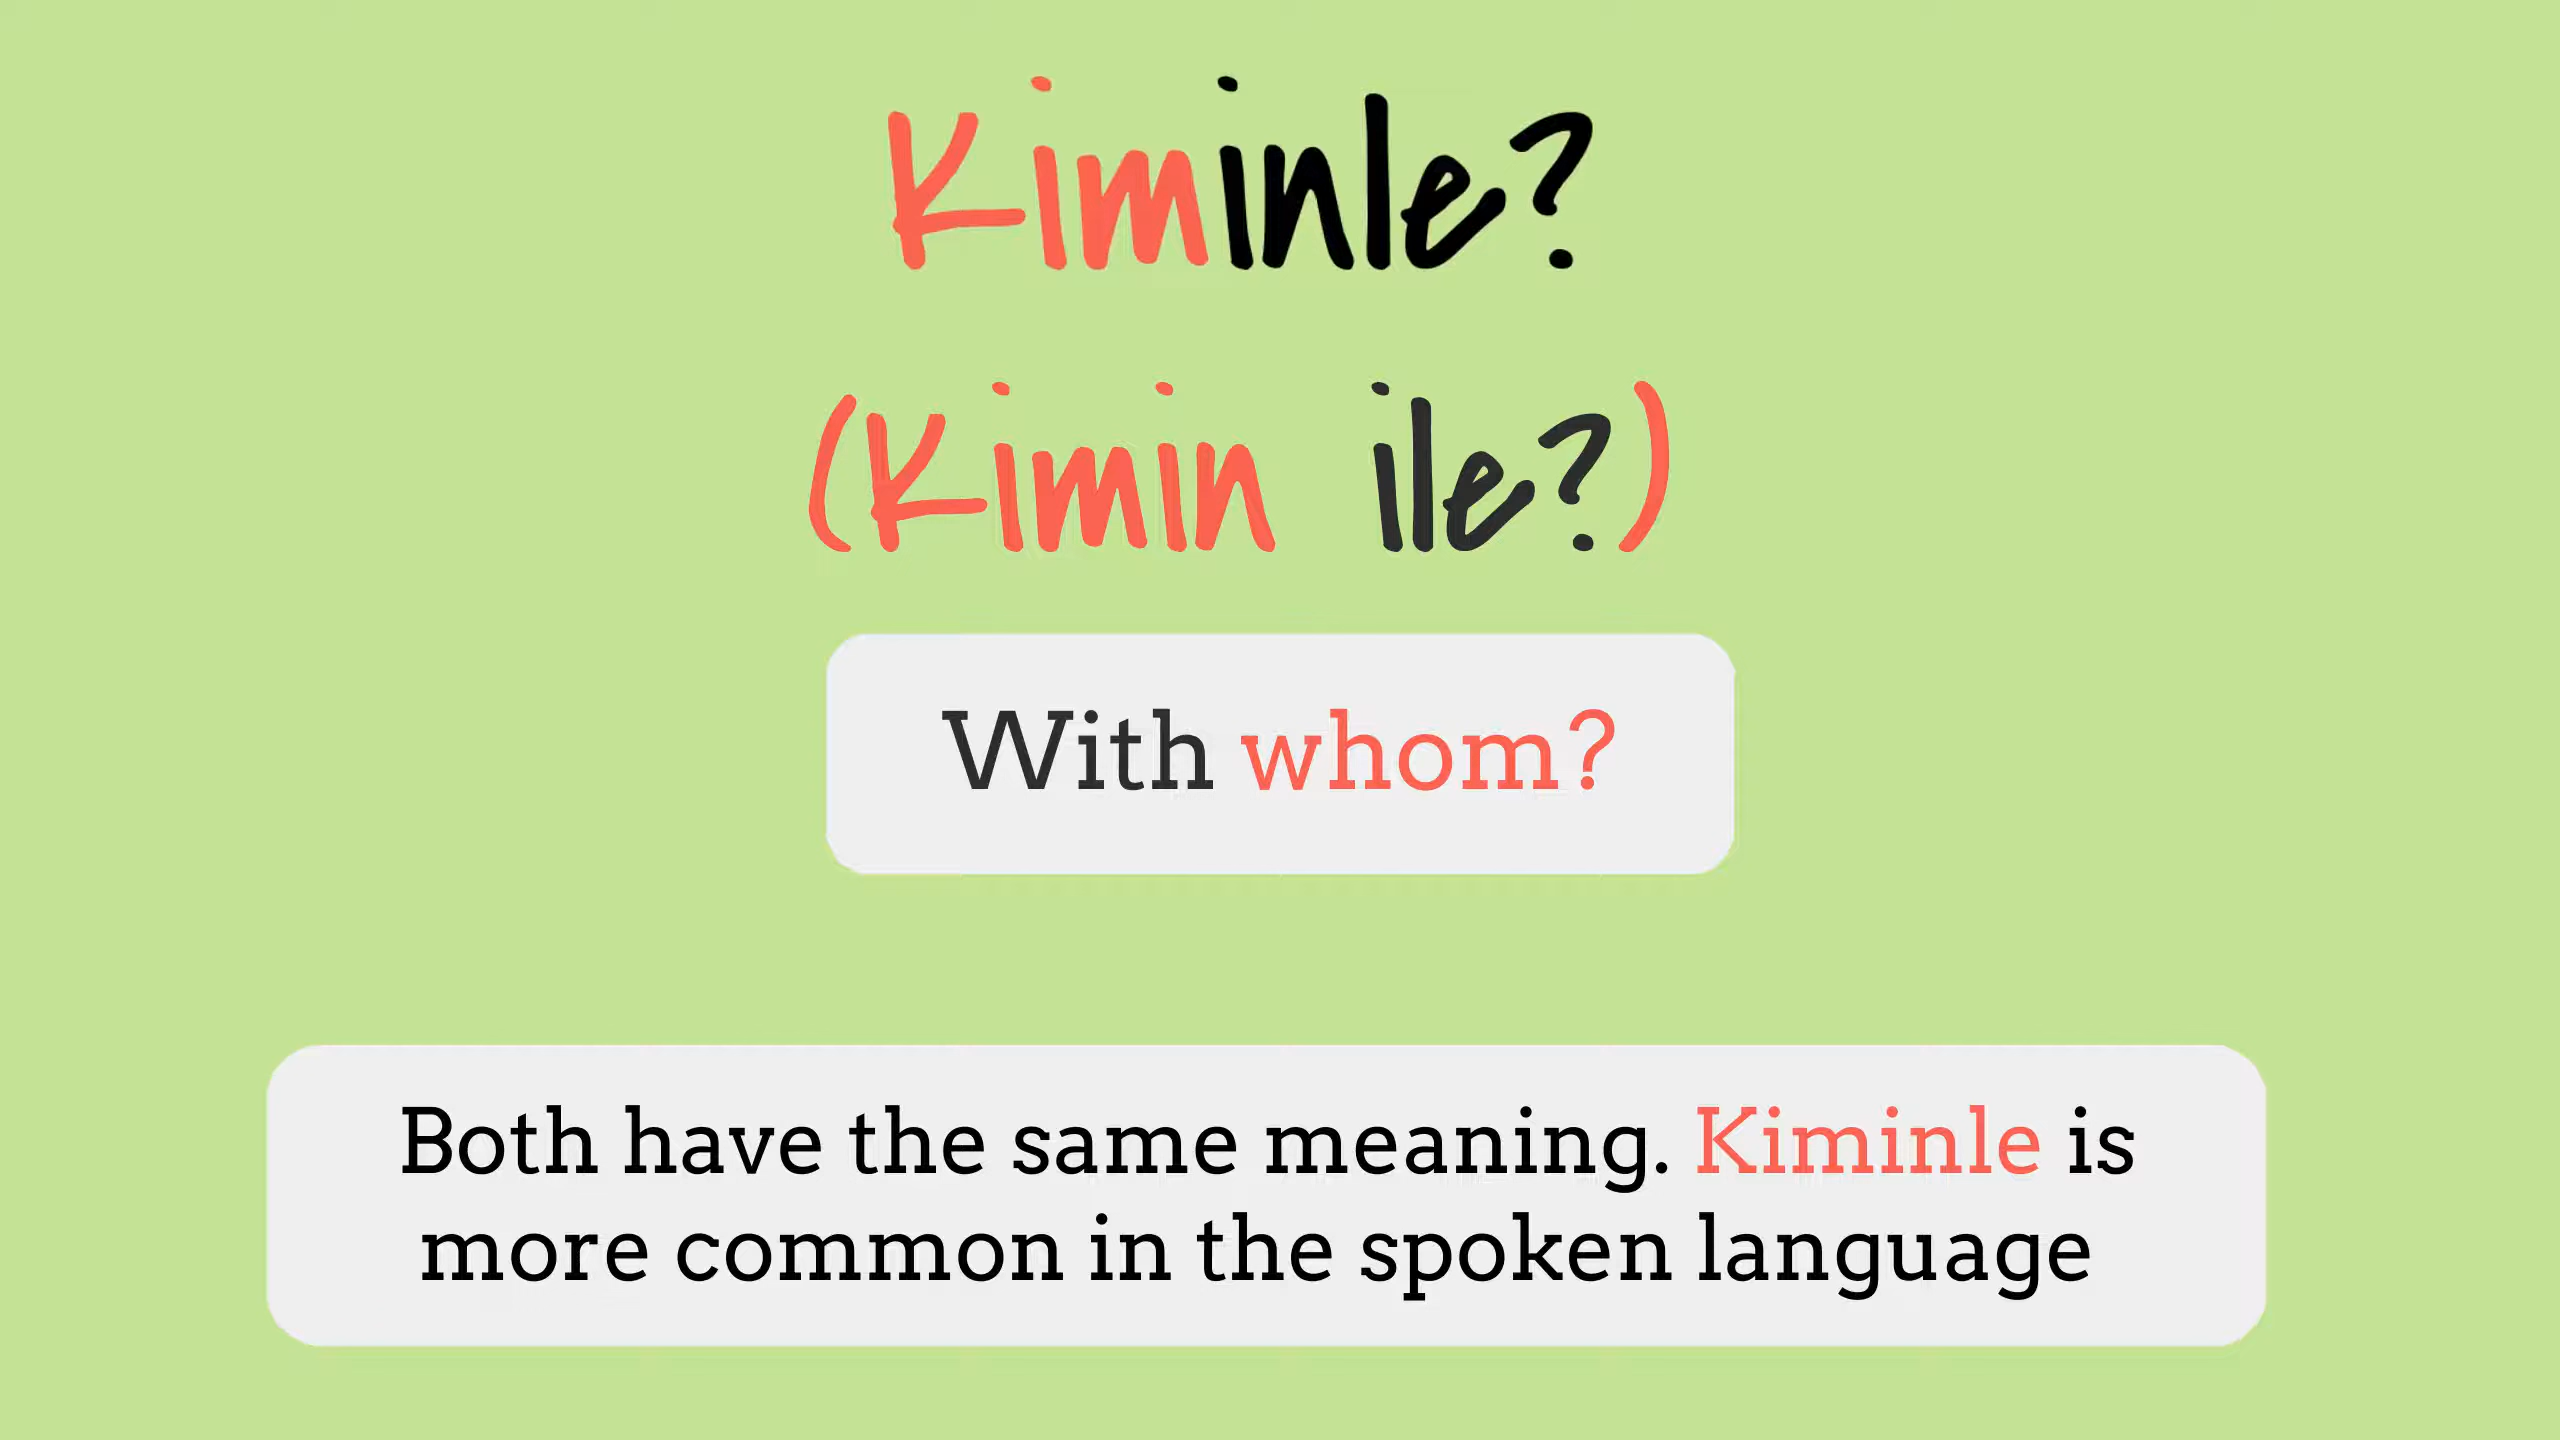 Kiminle?
(Kimin ile?)
With whom?
Both have the same meaning. Kiminle is
more common in the spoken language